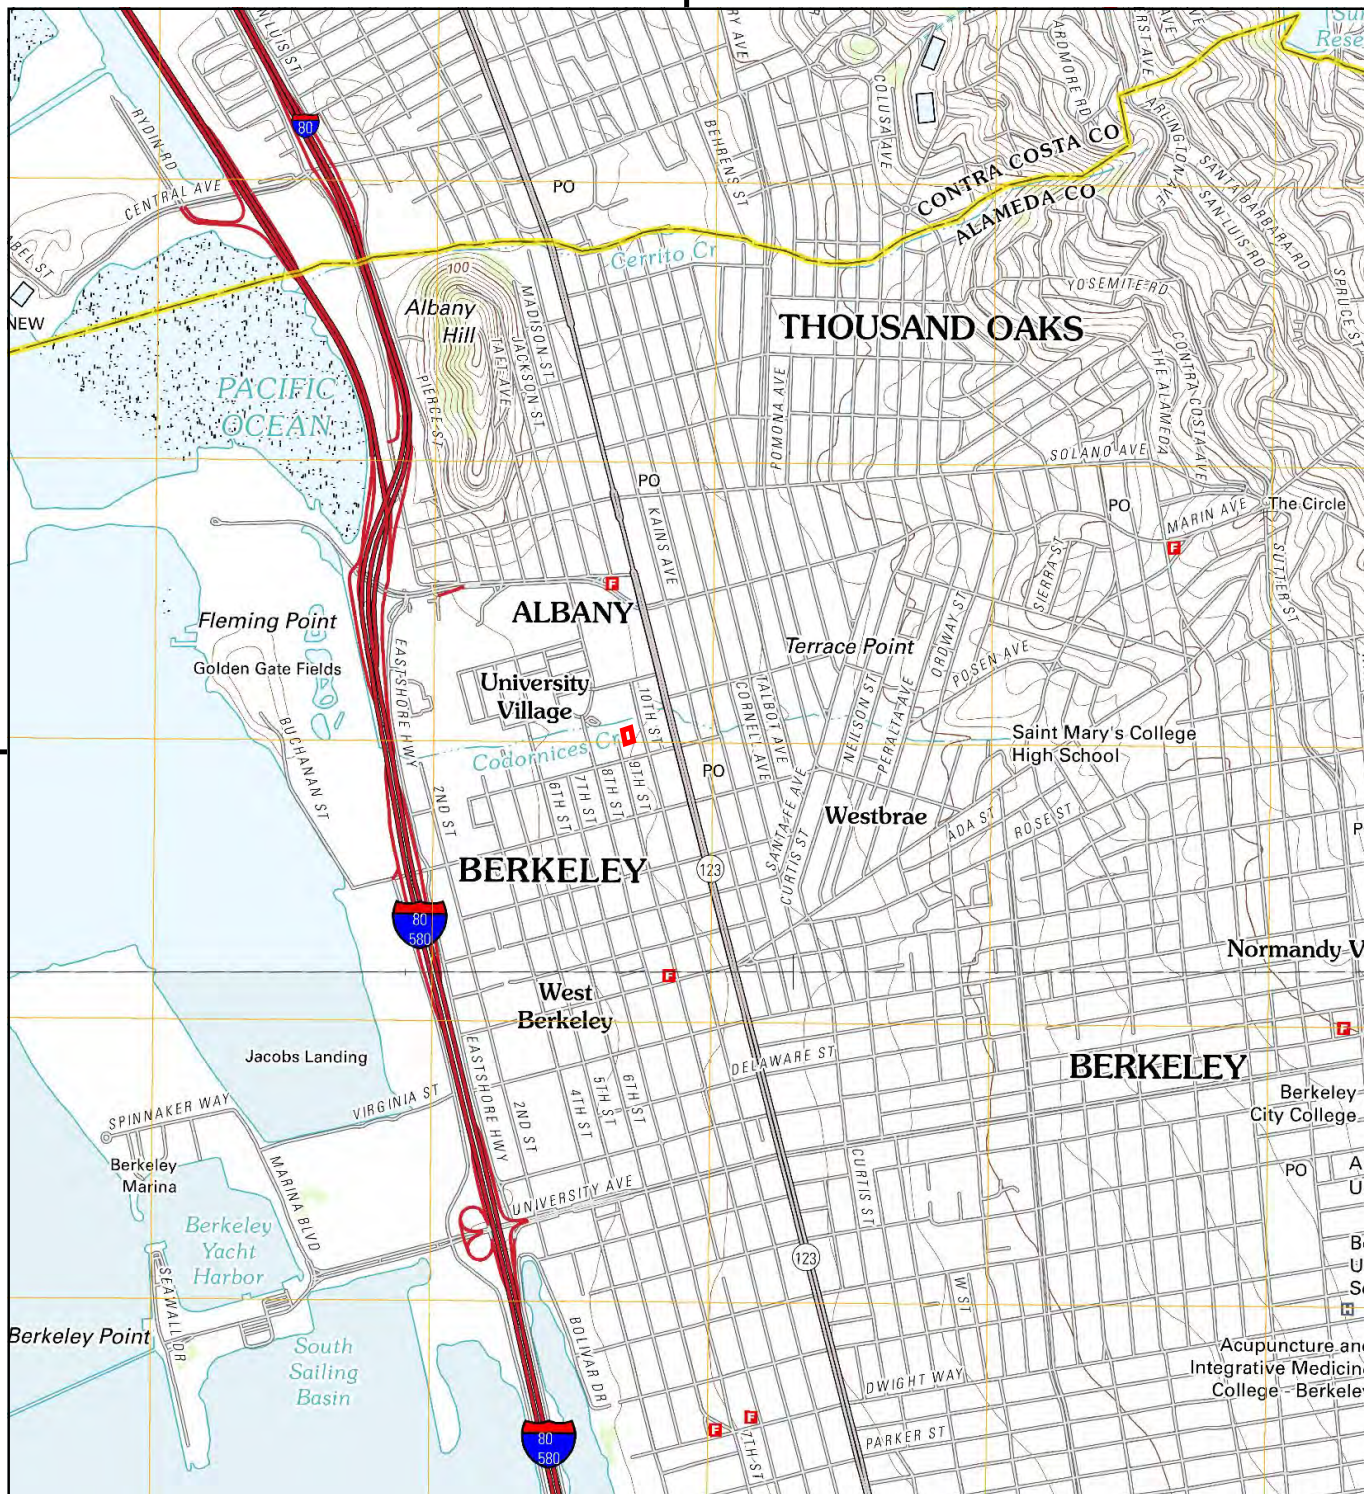 Reser
COLUSA AVE
ARDMORE RD
80
RYDIN RD
BEHRENS ST
ARLINGTON AVE
CONTRA COSTA CO
ALAMEDA CO
PO
CENTRAL AVE
SANTA BARBARA RD
SAN LUIS RD
Cerrito Cr
100
YOSEMITE RD
SPRUCE ST
Albany
Hill
MADISON ST
JACKSON ST
TAFT AVE
PIERCE ST
THOUSAND OAKS
PACIFIC
OCEAN
POMONA AVE
THE ALAMEDA
CONTRA COSTA AVE
SOLANO AVE
PO
KAINS AVE
PO
MARIN AVE
The Circle
F
SUTTER ST
SIERRA ST
F
ALBANY
Fleming Point
Golden Gate Fields
EASTSHORE HWY
Terrace Point
ORDWAY ST
POSEN AVE
University
Village
10TH ST
TALBOT AVE
CORNELL AVE
NEILSON ST
PERALTA AVE
BUCHANAN ST
Codornices Cr
Saint Mary's College
High School
PO
2ND ST
6TH ST
7TH ST
8TH ST
9TH ST
SANTA FE AVE
CURTIS ST
Westbrae
ADA ST
ROSE ST
BERKELEY
123
80
580
Normandy V
F
West
Berkeley
F
Jacobs Landing
EASTSHORE HWY
DELAWARE ST
BERKELEY
SPINNAKER WAY
VIRGINIA ST
2ND ST
4TH ST
5TH ST
6TH ST
Berkeley
City College
Berkeley
Marina
MARINA BLVD
CURTIS ST
PO
A
U
UNIVERSITY AVE
Berkeley
Yacht
Harbor
123
SEAWALL DR
W ST
H
Berkeley Point
South
Sailing
Basin
BOLIVAR DR
Acupuncture and
Integrative Medicine
College - Berkeley
DWIGHT WAY
F
F
7TH ST
PARKER ST
80
580